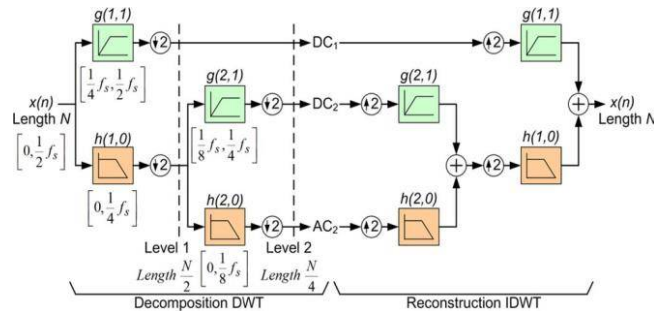 g(1,1)
↓2
DC₁
↑2
g(1,1)
[1/4 fₛ, 1/2 fₛ]
g(2,1)
↓2
DC₂
↑2
g(2,1)
x(n)
Length N
[0, 1/2 fₛ]
[1/8 fₛ, 1/4 fₛ]
+
x(n)
Length N
h(1,0)
↓2
+
↑2
h(1,0)
[0, 1/4 fₛ]
h(2,0)
↓2
AC₂
↑2
h(2,0)
Level 1
Level 2
Length N/2
[0, 1/8 fₛ]
Length N/4
Decomposition DWT
Reconstruction IDWT